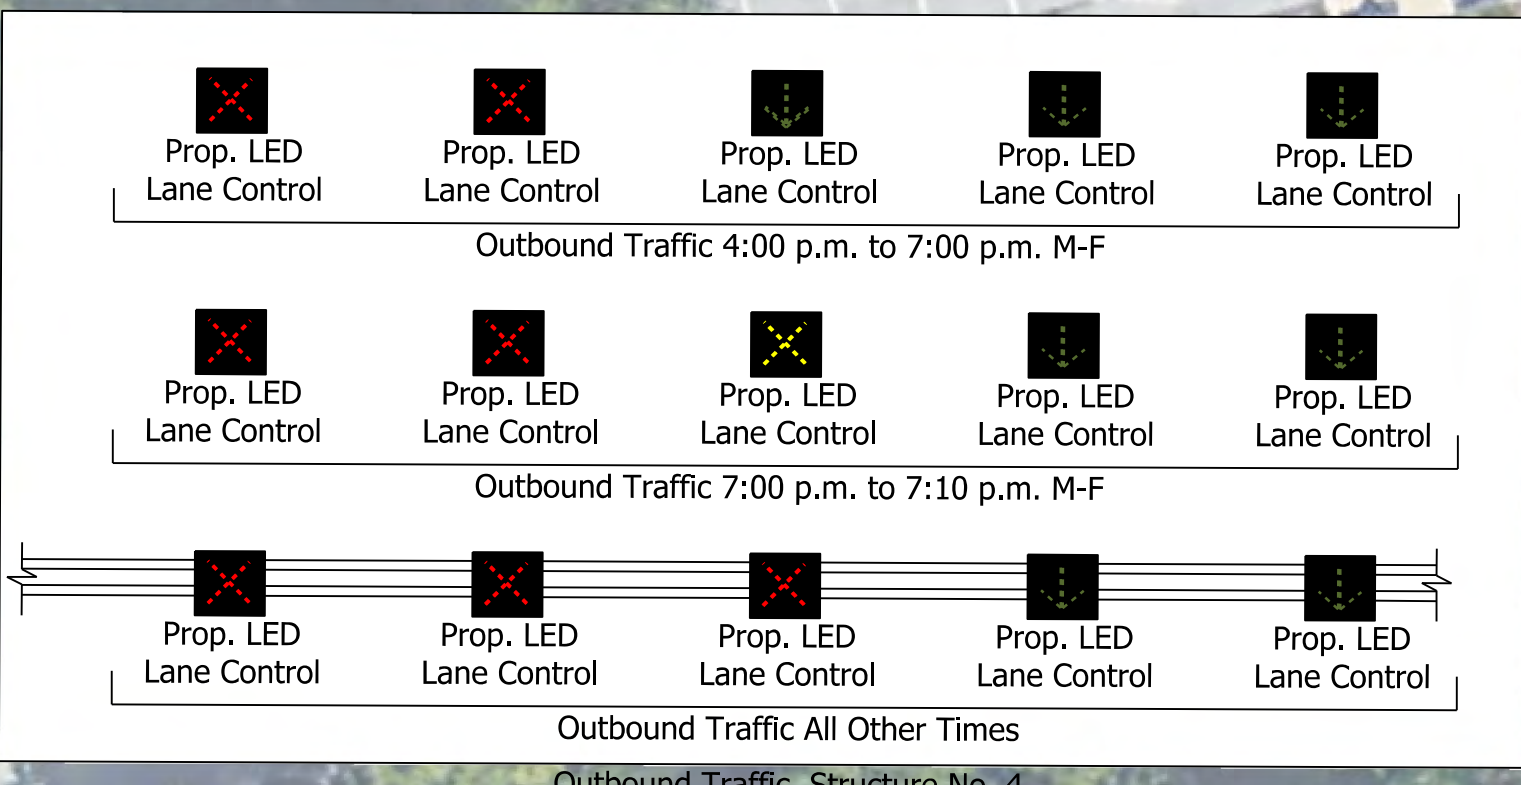 Prop. LED Prop. LED Prop. LED Prop. LED Prop. LED
Lane Control Lane Control Lane Control Lane Control Lane Control
Outbound Traffic 4:00 p.m. to 7:00 p.m. M-F
Prop. LED Prop. LED Prop. LED Prop. LED Prop. LED
Lane Control Lane Control Lane Control Lane Control Lane Control
Outbound Traffic 7:00 p.m. to 7:10 p.m. M-F
Prop. LED Prop. LED Prop. LED Prop. LED Prop. LED
Lane Control Lane Control Lane Control Lane Control Lane Control
Outbound Traffic All Other Times
Outbound Traffic Structure No. 4